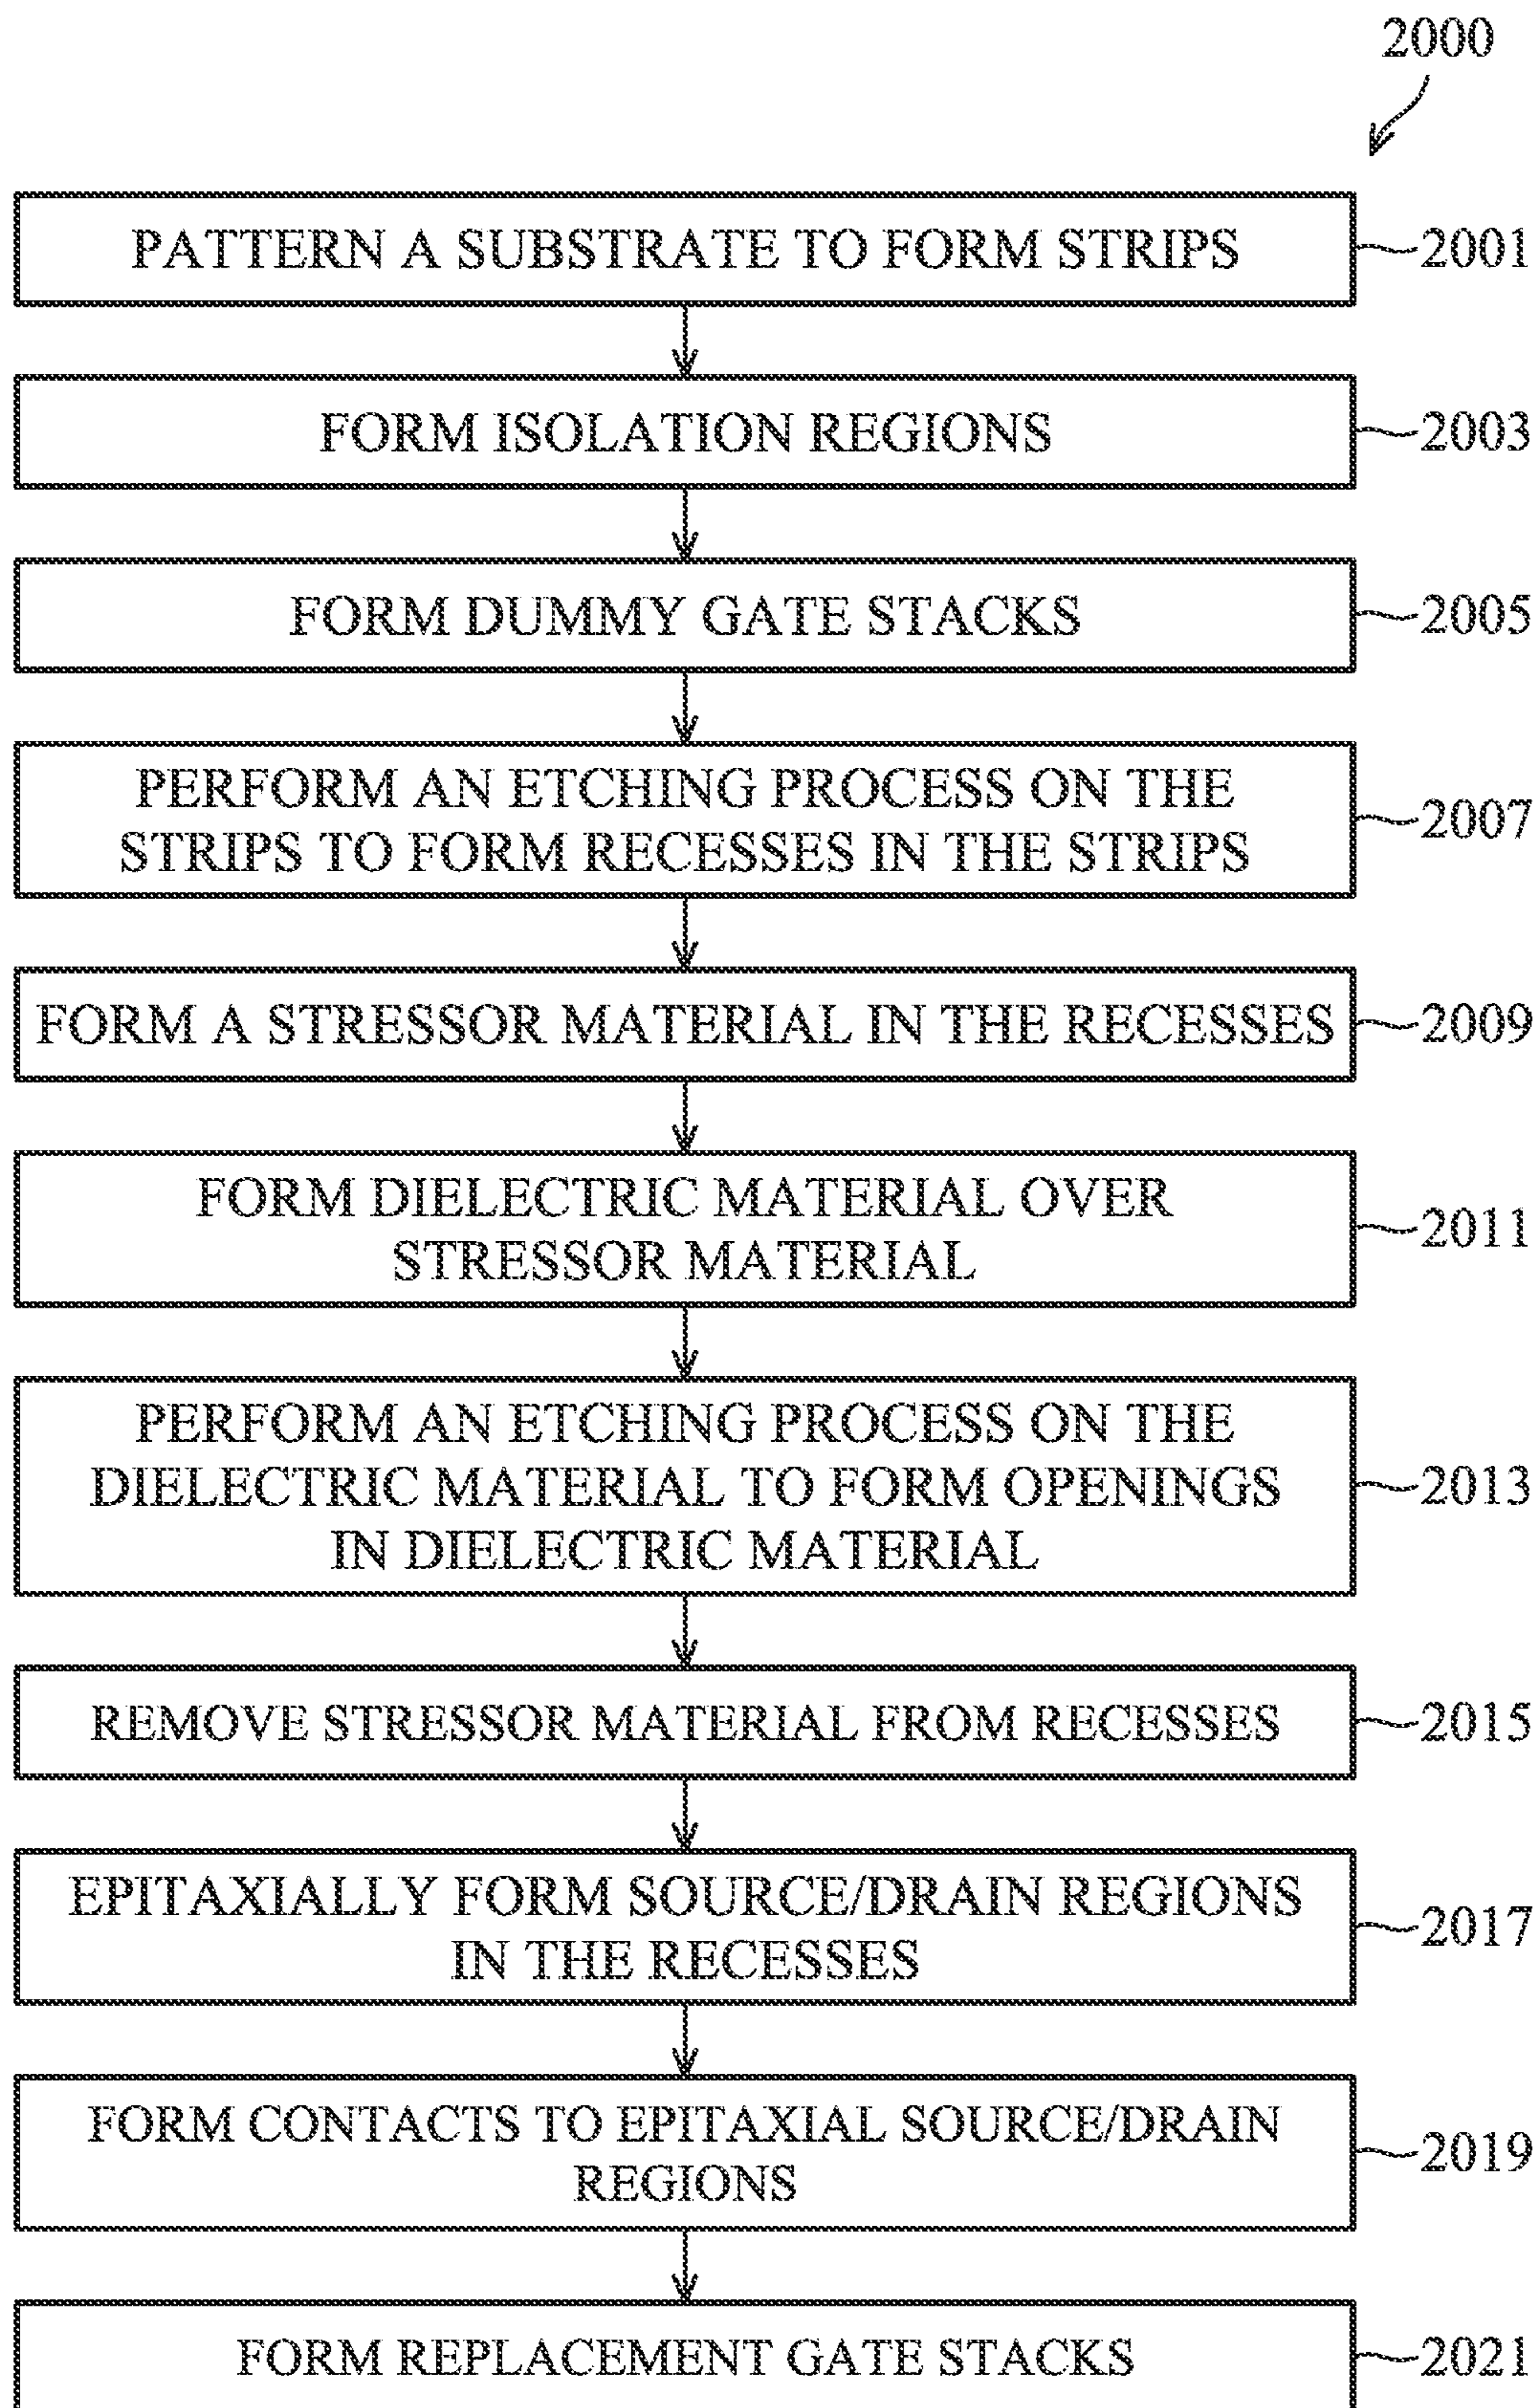 2000
PATTERN A SUBSTRATE TO FORM STRIPS
2001
FORM ISOLATION REGIONS
2003
FORM DUMMY GATE STACKS
2005
PERFORM AN ETCHING PROCESS ON THE
STRIPS TO FORM RECESSES IN THE STRIPS
2007
FORM A STRESSOR MATERIAL IN THE RECESSES
2009
FORM DIELECTRIC MATERIAL OVER
STRESSOR MATERIAL
2011
PERFORM AN ETCHING PROCESS ON THE
DIELECTRIC MATERIAL TO FORM OPENINGS
IN DIELECTRIC MATERIAL
2013
REMOVE STRESSOR MATERIAL FROM RECESSES
2015
EPITAXIALLY FORM SOURCE/DRAIN REGIONS
IN THE RECESSES
2017
FORM CONTACTS TO EPITAXIAL SOURCE/DRAIN
REGIONS
2019
FORM REPLACEMENT GATE STACKS
2021